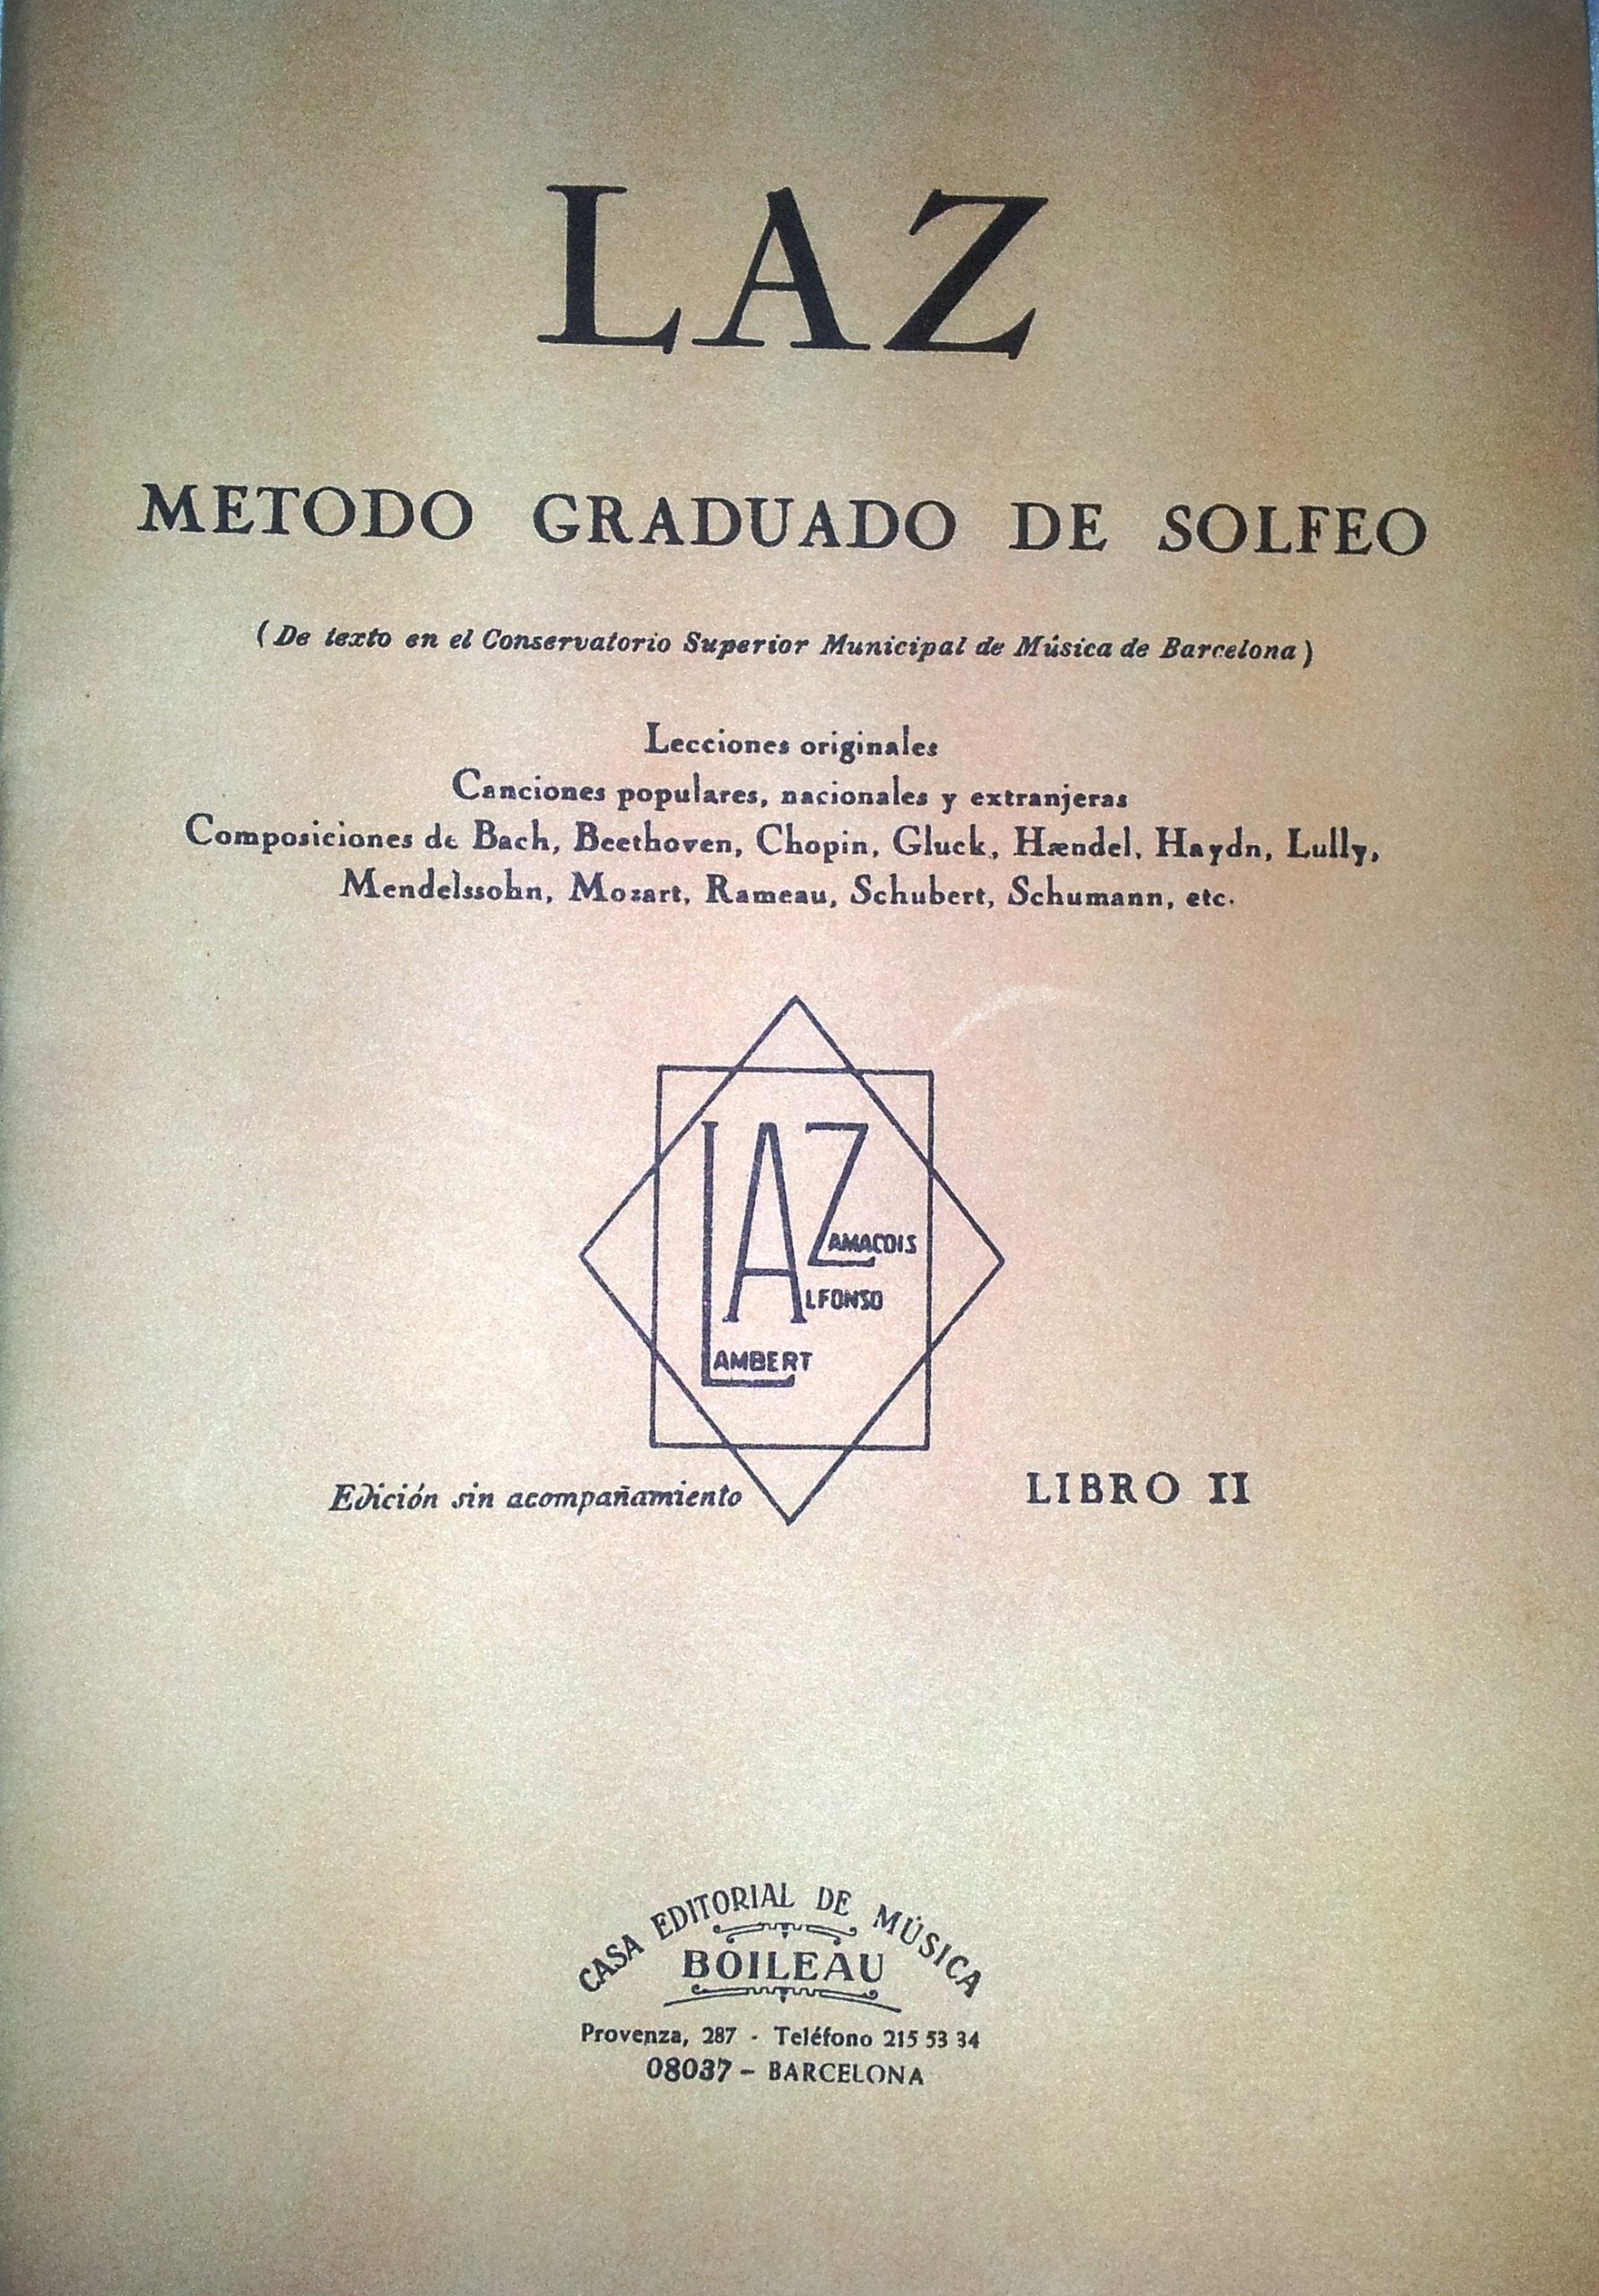 LAZ
METODO GRADUADO DE SOLFEO
(De texto en el Conservatorio Superior Municipal de Música de Barcelona)
Lecciones originales
Canciones populares, nacionales y extranjeras
Composiciones de Bach, Beethoven, Chopin, Gluck, Hændel, Haydn, Lully,
Mendelssohn, Mozart, Rameau, Schubert, Schumann, etc.
ZAMACOIS
ALFONSO
LAMBERT
Edición sin acompañamiento
LIBRO II
CASA EDITORIAL DE MÚSICA
BOILEAU
Provenza, 287 - Teléfono 215 53 34
08037 - BARCELONA